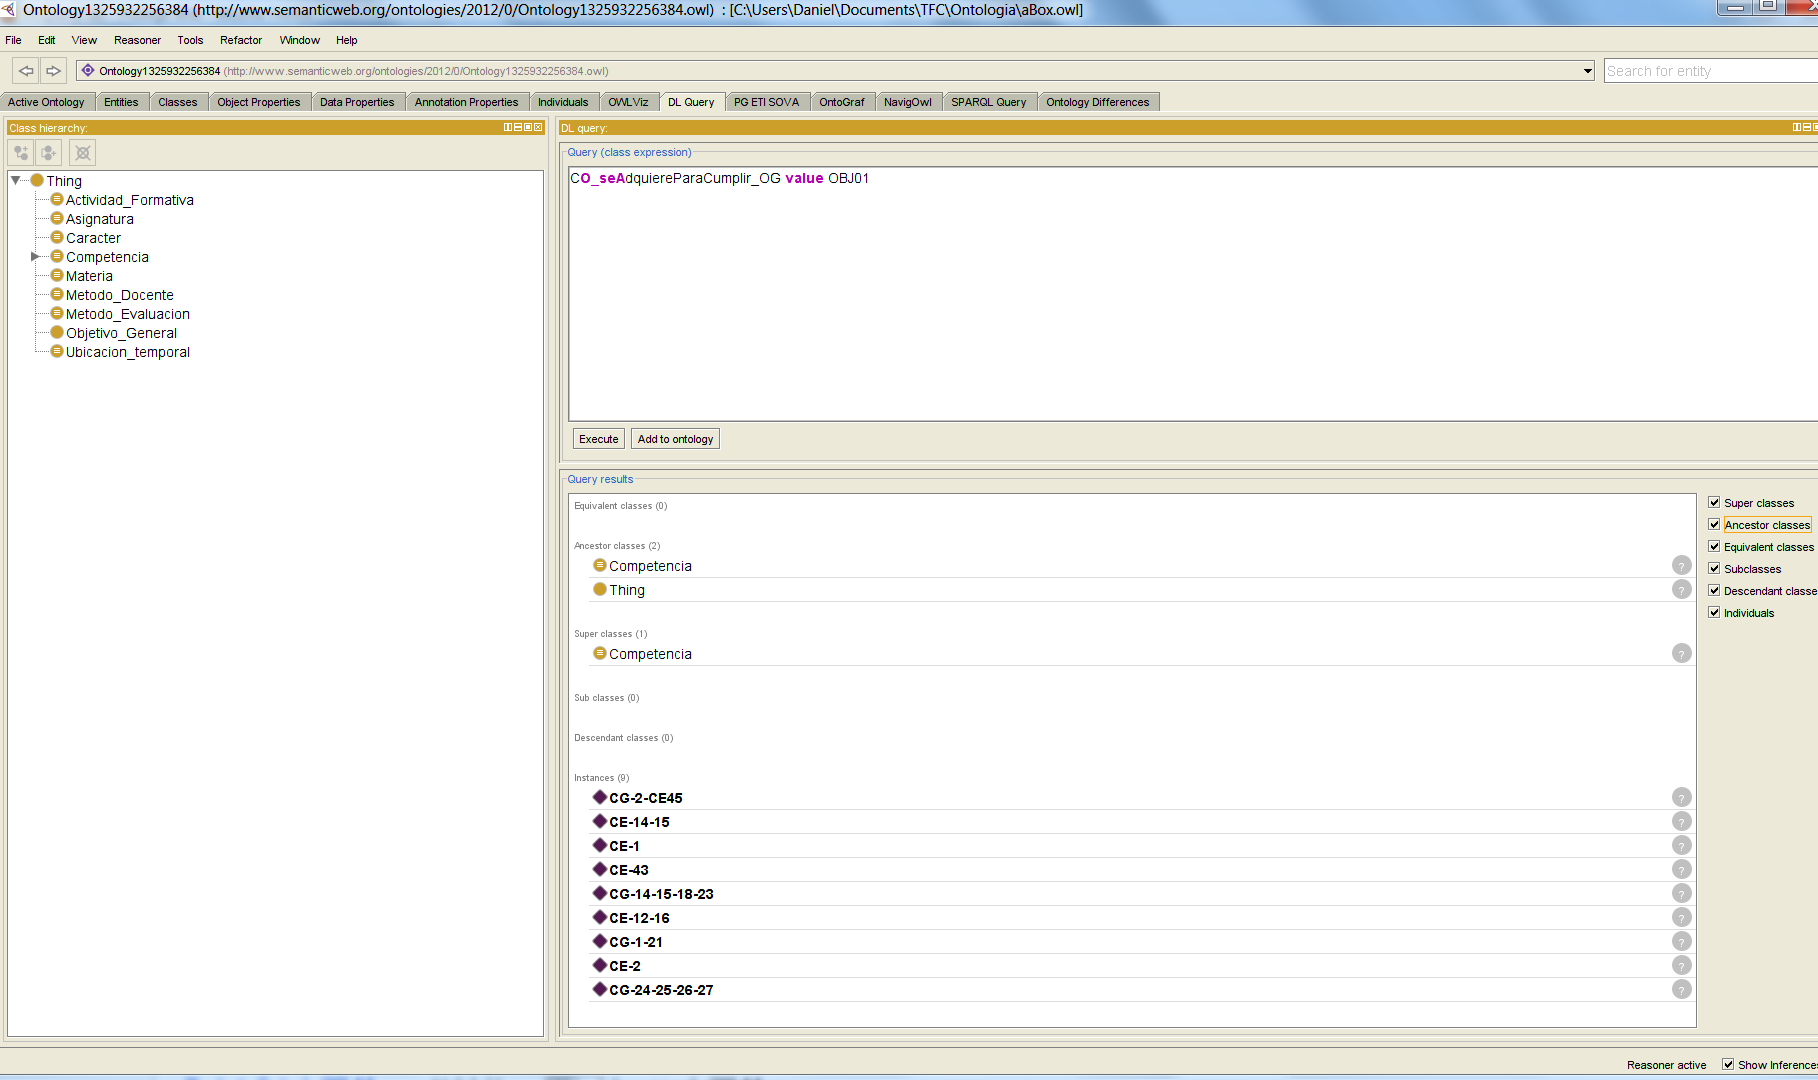 Ontology1325932256384 (http://www.semanticweb.org/ontologies/2012/0/Ontology1325932256384.owl) : [C:\Users\Daniel\Documents\TFC\Ontologia\aBox.owl]
File Edit View Reasoner Tools Refactor Window Help
Ontology1325932256384 (http://www.semanticweb.org/ontologies/2012/0/Ontology1325932256384.owl)
Search for entity
Active Ontology Entities Classes Object Properties Data Properties Annotation Properties Individuals OWLViz DL Query PG ETI SOVA OntoGraf NavigOwl SPARQL Query Ontology Differences
Class hierarchy:
Thing
Actividad_Formativa
Asignatura
Caracter
Competencia
Materia
Metodo_Docente
Metodo_Evaluacion
Objetivo_General
Ubicacion_temporal
DL query:
Query (class expression)
CO_seAdquiereParaCumplir_OG value OBJ01
Execute Add to ontology
Query results
Equivalent classes (0)
Ancestor classes (2)
Competencia ?
Thing ?
Super classes (1)
Competencia ?
Sub classes (0)
Descendant classes (0)
Instances (9)
CG-2-CE45 ?
CE-14-15 ?
CE-1 ?
CE-43 ?
CG-14-15-18-23 ?
CE-12-16 ?
CG-1-21 ?
CE-2 ?
CG-24-25-26-27 ?
Super classes
Ancestor classes
Equivalent classes
Subclasses
Descendant classe
Individuals
Reasoner active Show Inferences